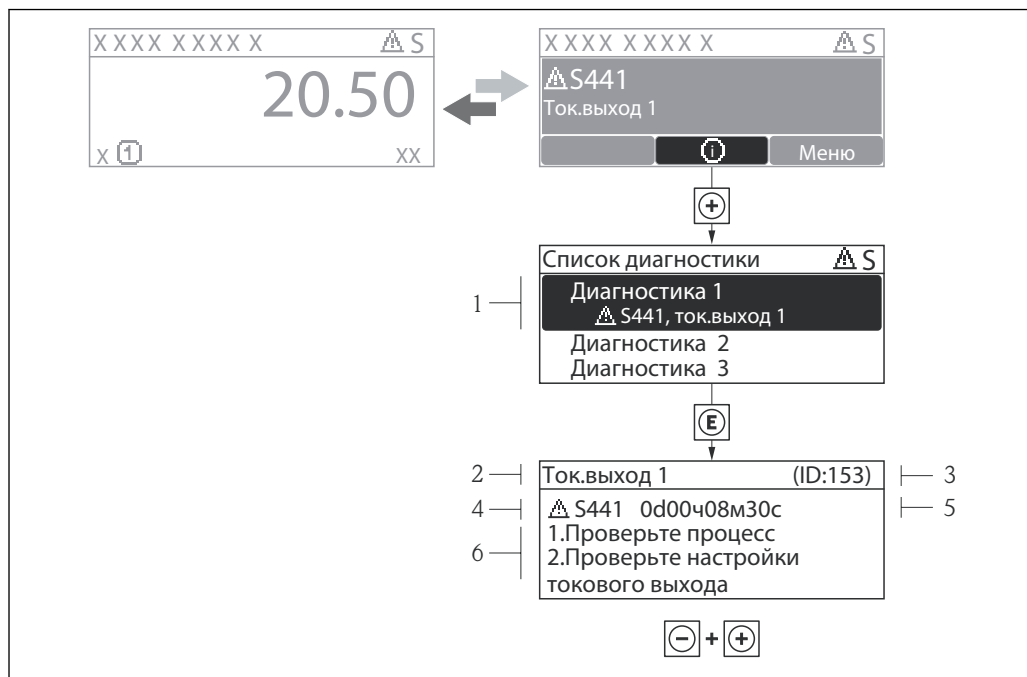 X XXXX X XXXX X ⚠ S
20.50
X 1 XX
X XXXX X XXXX X ⚠ S
⚠ S441
Ток.выход 1
i Меню
+
Список диагностики ⚠ S
1
Диагностика 1
⚠ S441, ток.выход 1
Диагностика 2
Диагностика 3
E
2 Ток.выход 1 (ID:153) 3
4 ⚠ S441 0d00ч08м30с 5
6
1.Проверьте процесс
2.Проверьте настройки
токового выхода
- + +